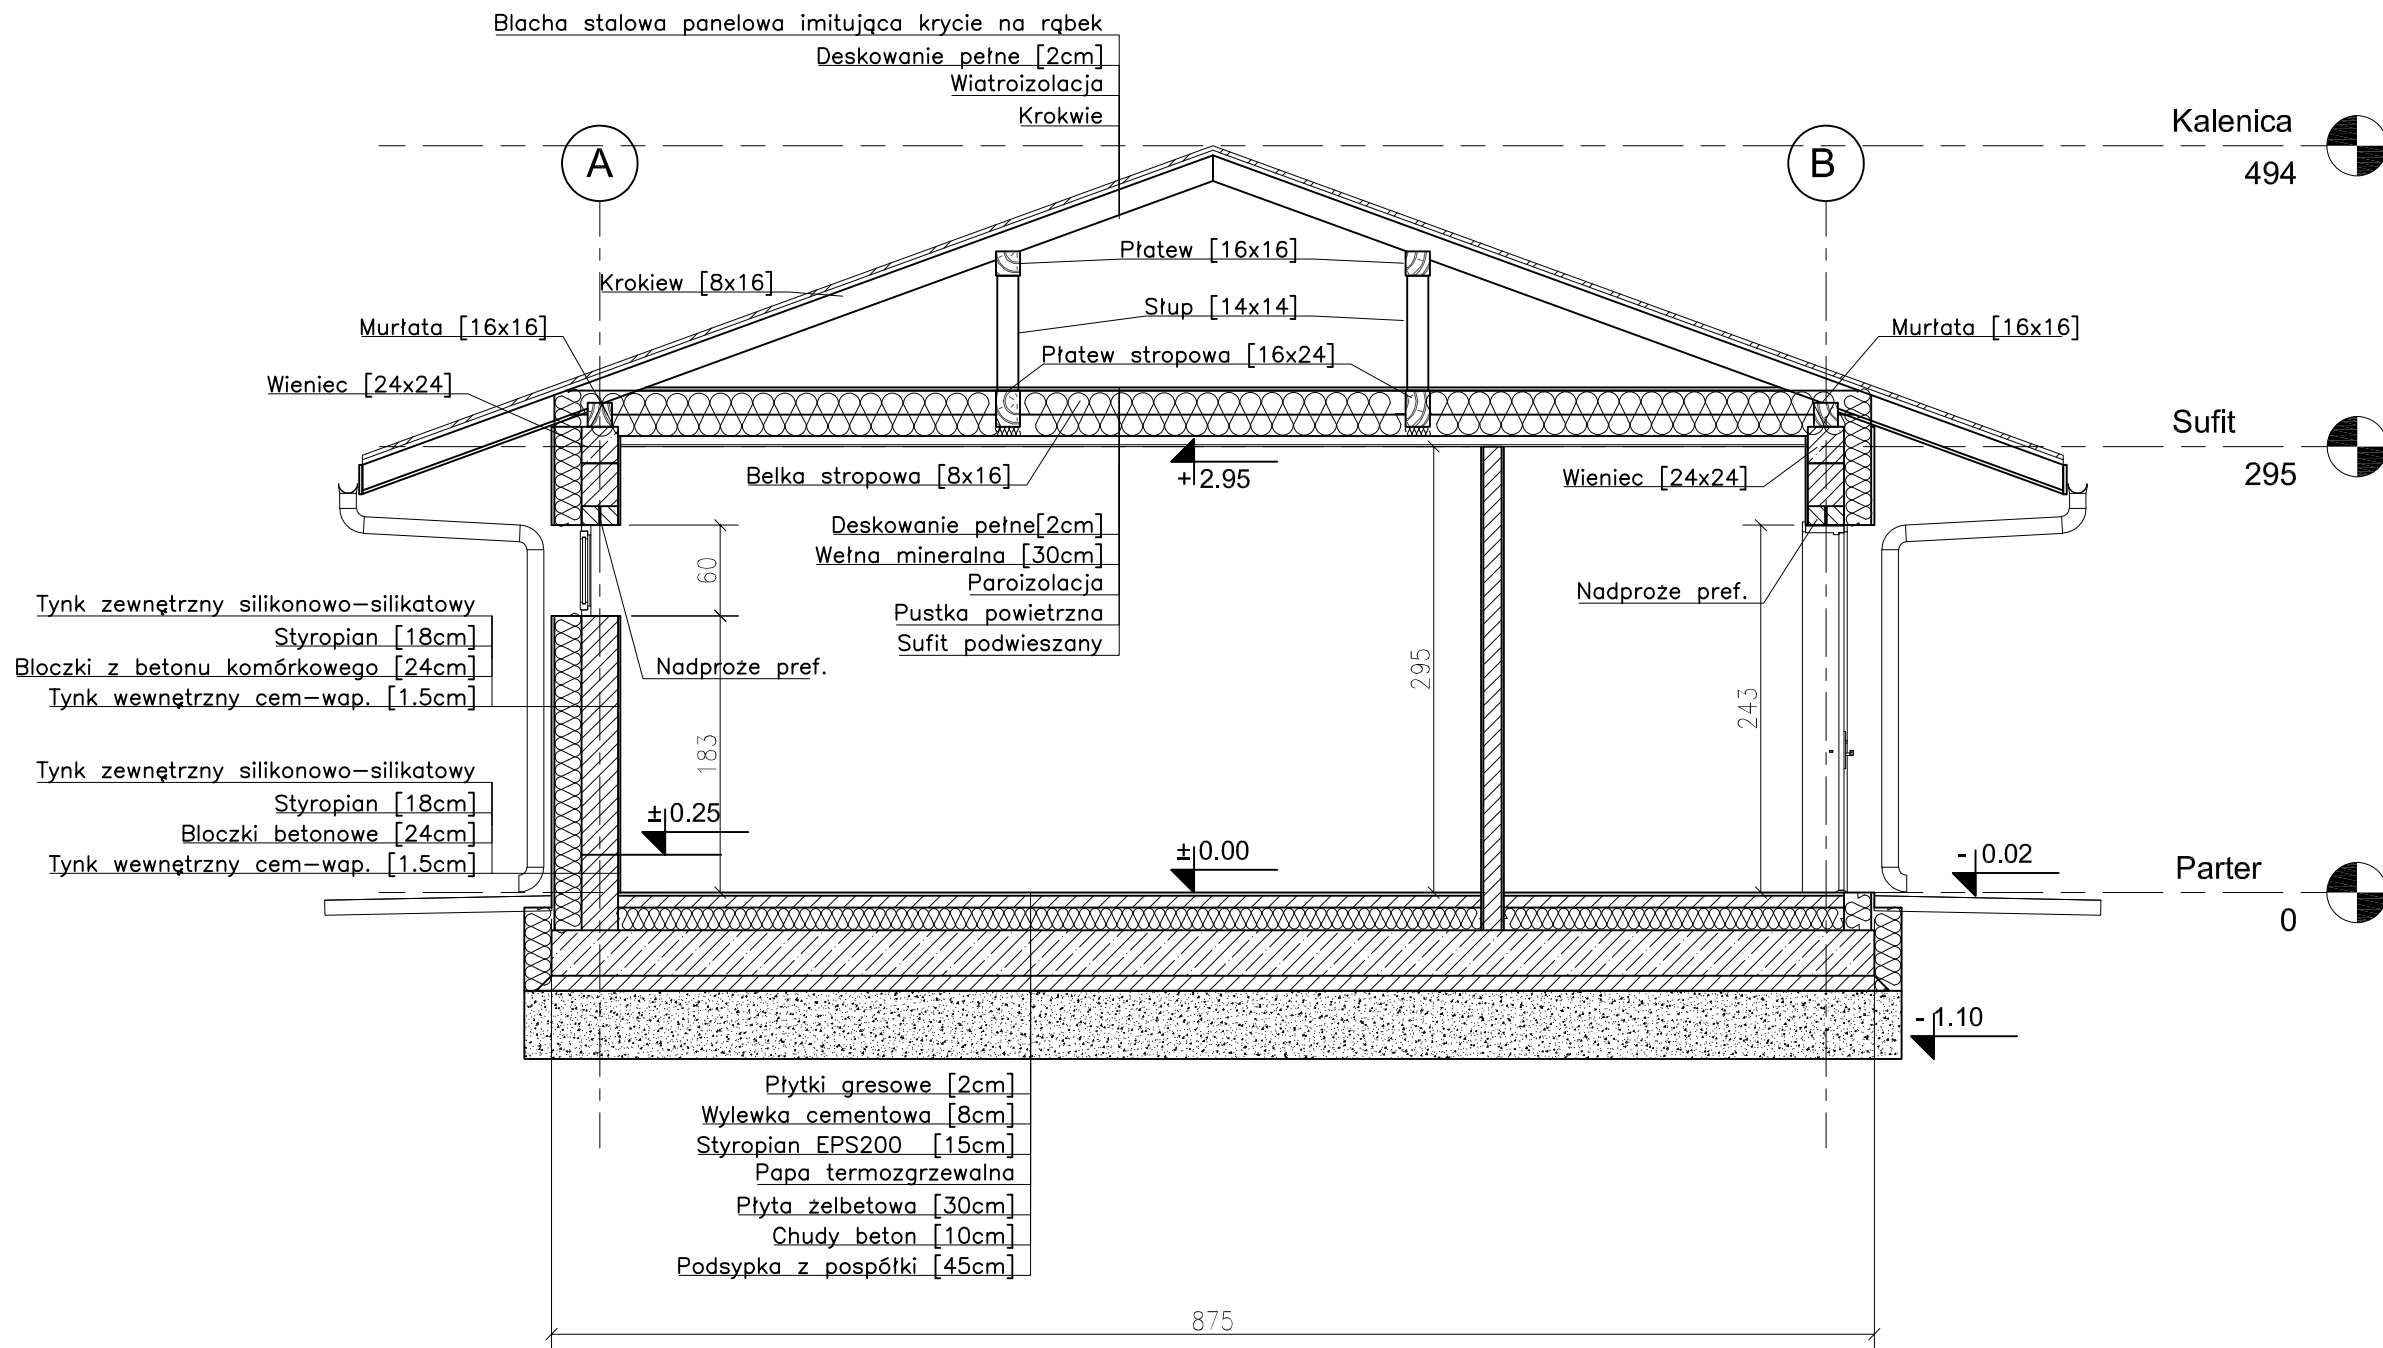 Blacha stalowa panelowa imitująca krycie na rąbek
Deskowanie pełne [2cm]
Wiatroizolacja
Krokwie
A
B
Kalenica
494
Płatew [16x16]
Krokiew [8x16]
Słup [14x14]
Murłata [16x16]
Murłata [16x16]
Płatew stropowa [16x24]
Wieniec [24x24]
Sufit
295
Belka stropowa [8x16]
+2.95
Wieniec [24x24]
Deskowanie pełne[2cm]
Wełna mineralna [30cm]
Paroizolacja
Pustka powietrzna
Sufit podwieszany
60
Nadproże pref.
Tynk zewnętrzny silikonowo-silikatowy
Styropian [18cm]
Bloczki z betonu komórkowego [24cm]
Tynk wewnętrzny cem-wap. [1.5cm]
Nadproże pref.
295
243
183
Tynk zewnętrzny silikonowo-silikatowy
Styropian [18cm]
Bloczki betonowe [24cm]
Tynk wewnętrzny cem-wap. [1.5cm]
±0.25
±0.00
- 0.02
Parter
0
- 1.10
Płytki gresowe [2cm]
Wylewka cementowa [8cm]
Styropian EPS200 [15cm]
Papa termozgrzewalna
Płyta żelbetowa [30cm]
Chudy beton [10cm]
Podsypka z pospółki [45cm]
875